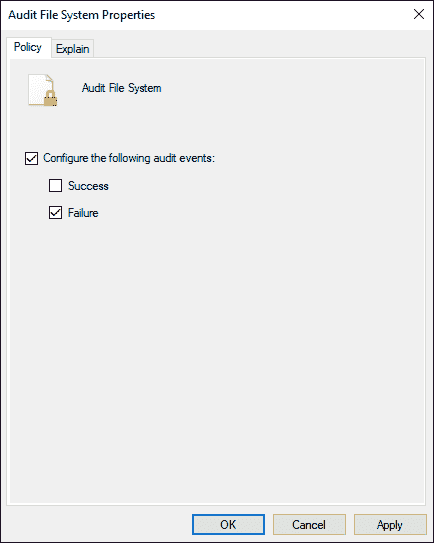 Audit File System Properties
Policy
Explain
Audit File System
Configure the following audit events:
Success
Failure
OK
Cancel
Apply